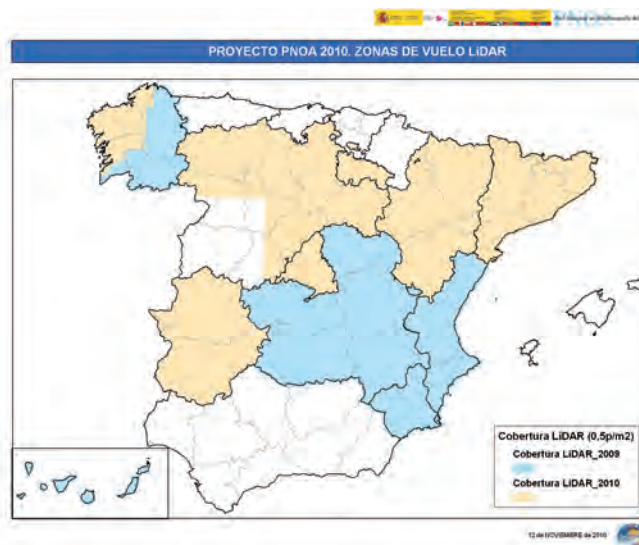 PNOA
PROYECTO PNOA 2010. ZONAS DE VUELO LiDAR
Cobertura LiDAR (0,5p/m2)
Cobertura LiDAR_2009
Cobertura LiDAR_2010
12 de NOVIEMBRE de 2010